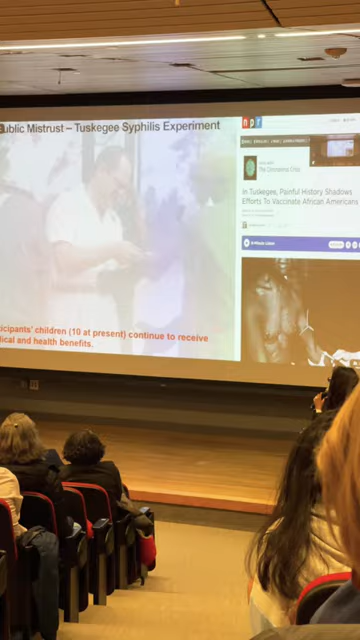 ublic Mistrust – Tuskegee Syphilis Experiment
npr
The Coronavirus Crisis
In Tuskegee, Painful History Shadows
Efforts To Vaccinate African Americans
ticipants' children (10 at present) continue to receive
ical and health benefits.